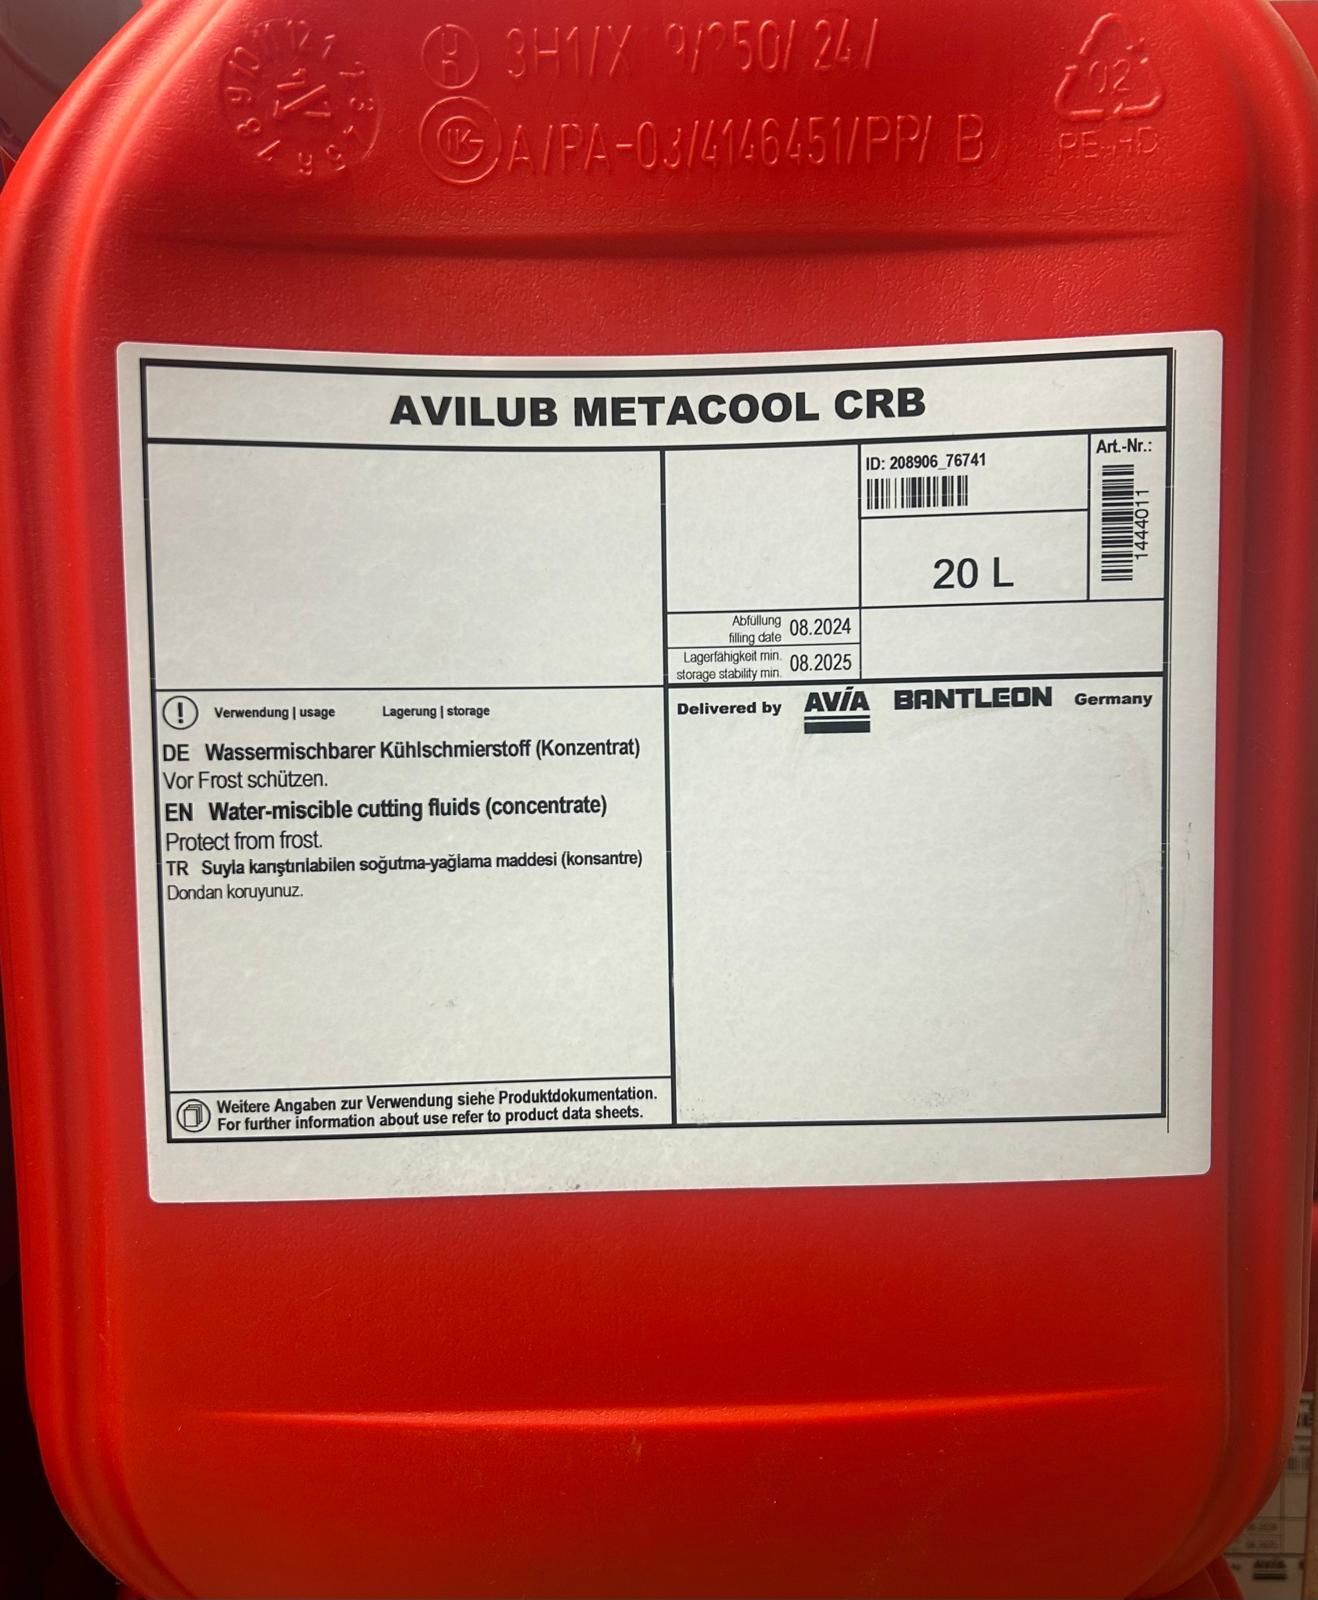 3H1/X 9/250/ 24/
A/PA-03/4146451/PP/ B
02
PE-HD
AVILUB METACOOL CRB
ID: 208906_76741
Art.-Nr.:
1444011
20 L
Abfüllung
filling date 08.2024
Lagerfähigkeit min.
storage stability min. 08.2025
Verwendung | usage Lagerung | storage
DE Wassermischbarer Kühlschmierstoff (Konzentrat)
Vor Frost schützen.
EN Water-miscible cutting fluids (concentrate)
Protect from frost.
TR Suyla karıştırılabilen soğutma-yağlama maddesi (konsantre)
Dondan koruyunuz.
Delivered by AVIA BANTLEON Germany
Weitere Angaben zur Verwendung siehe Produktdokumentation.
For further information about use refer to product data sheets.